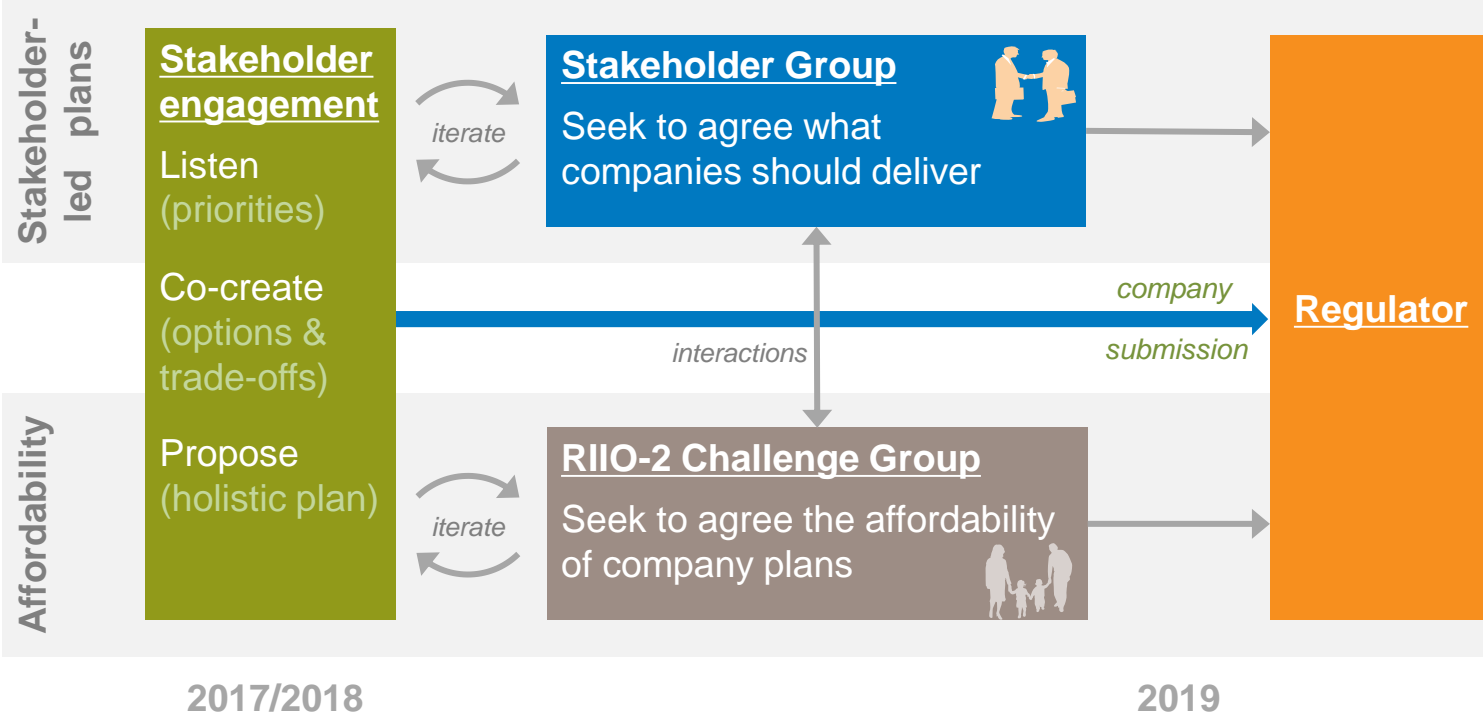 Stakeholder-
led plans
Stakeholder
engagement
Listen
(priorities)
Co-create
(options &
trade-offs)
Propose
(holistic plan)
iterate
Stakeholder Group
Seek to agree what
companies should deliver
interactions
company
submission
Regulator
Affordability
iterate
RIIO-2 Challenge Group
Seek to agree the affordability
of company plans
2017/2018
2019